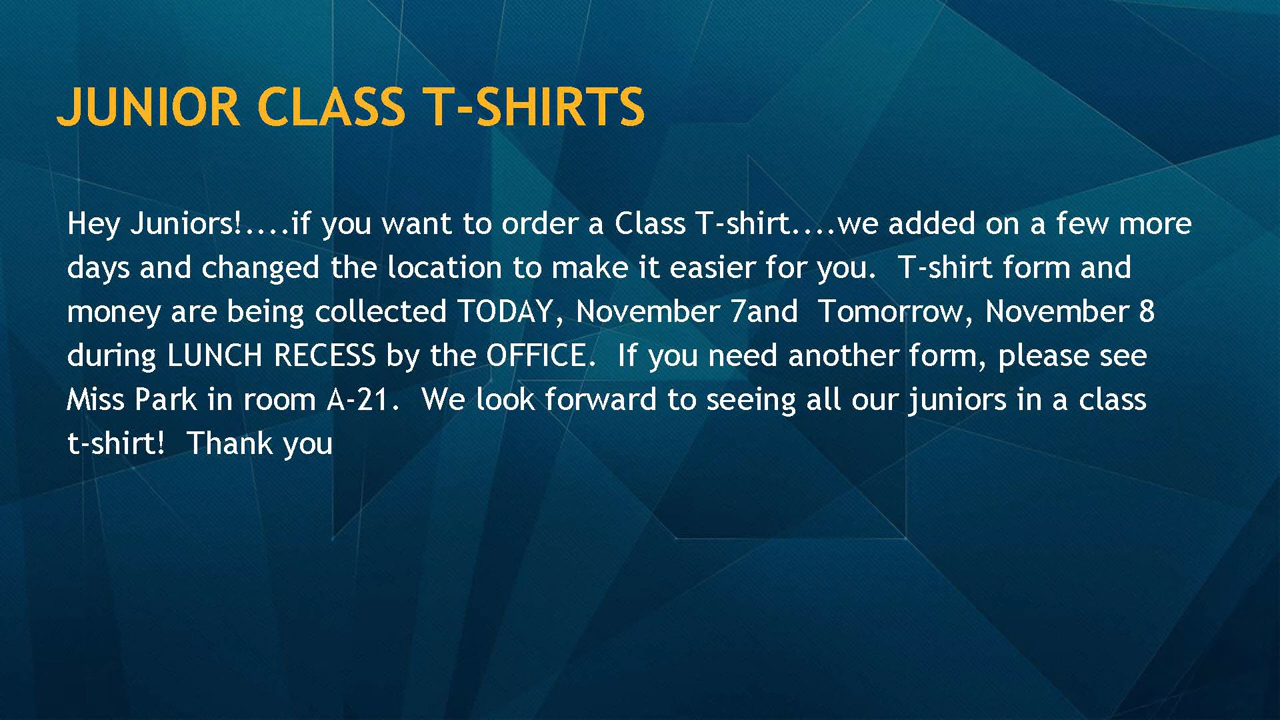 JUNIOR CLASS T-SHIRTS
Hey Juniors!....if you want to order a Class T-shirt....we added on a few more
days and changed the location to make it easier for you.  T-shirt form and
money are being collected TODAY, November 7and  Tomorrow, November 8
during LUNCH RECESS by the OFFICE.  If you need another form, please see
Miss Park in room A-21.  We look forward to seeing all our juniors in a class
t-shirt!  Thank you